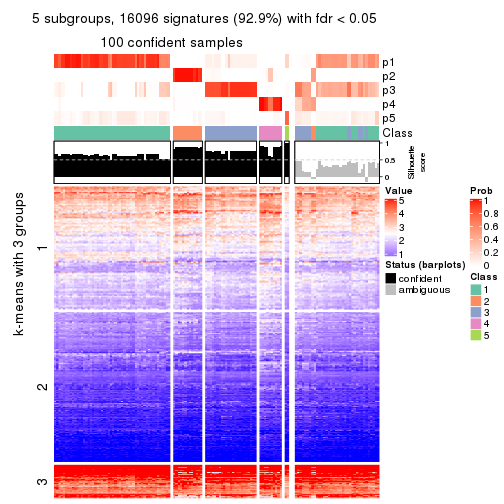 5 subgroups, 16096 signatures (92.9%) with fdr < 0.05
100 confident samples
p1
p2
p3
p4
p5
Class
1
0.5
0
Silhouette
score
k-means with 3 groups
1
2
3
Value
5
4
3
2
1
Status (barplots)
confident
ambiguous
Prob
1
0.8
0.6
0.4
0.2
0
Class
1
2
3
4
5